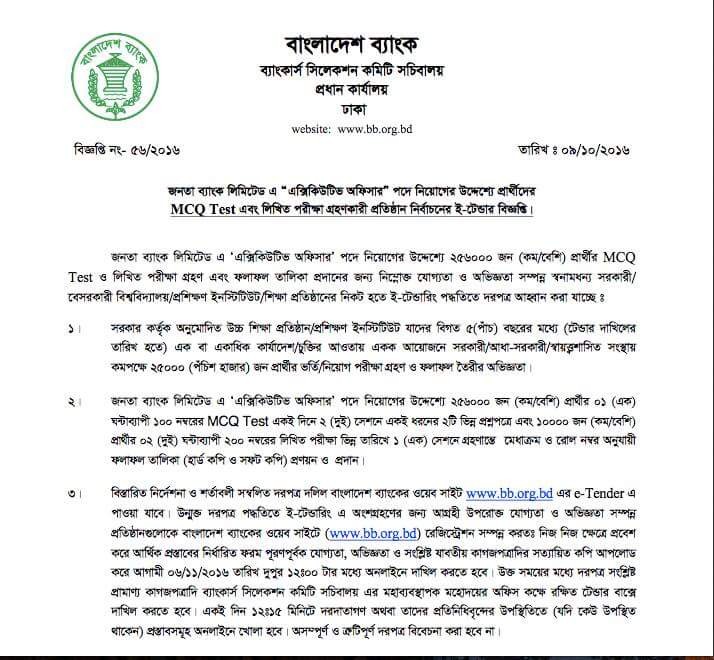 বাংলাদেশ ব্যাংক
বাংলাদেশ ব্যাংক
ব্যাংকার্স সিলেকশন কমিটি সচিবালয়
প্রধান কার্যালয়
ঢাকা
website: www.bb.org.bd
বিজ্ঞপ্তি নং- ৫৬/২০১৬ তারিখ ঃ ০৯/১০/২০১৬
জনতা ব্যাংক লিমিটেড এ “এক্সিকিউটিভ অফিসার” পদে নিয়োগের উদ্দেশ্যে প্রার্থীদের
MCQ Test এবং লিখিত পরীক্ষা গ্রহণকারী প্রতিষ্ঠান নির্বাচনের ই-টেন্ডার বিজ্ঞপ্তি।
জনতা ব্যাংক লিমিটেড এ ‘এক্সিকিউটিভ অফিসার’ পদে নিয়োগের উদ্দেশ্যে ২৫৬০০০ জন (কম/বেশি) প্রার্থীর MCQ
Test ও লিখিত পরীক্ষা গ্রহণ এবং ফলাফল তালিকা প্রদানের জন্য নিম্নোক্ত যোগ্যতা ও অভিজ্ঞতা সম্পন্ন স্বনামধন্য সরকারী/
বেসরকারী বিশ্ববিদ্যালয়/প্রশিক্ষণ ইনস্টিটিউট/শিক্ষা প্রতিষ্ঠানের নিকট হতে ই-টেন্ডারিং পদ্ধতিতে দরপত্র আহ্বান করা যাচ্ছে ঃ
১। সরকার কর্তৃক অনুমোদিত উচ্চ শিক্ষা প্রতিষ্ঠান/প্রশিক্ষণ ইনস্টিটিউট যাদের বিগত ৫(পাঁচ) বছরের মধ্যে (টেন্ডার দাখিলের
তারিখ হতে) এক বা একাধিক কার্যাদেশ/চুক্তির আওতায় একক আয়োজনে সরকারী/আধা-সরকারী/স্বায়ত্ত্বশাসিত সংস্থায়
কমপক্ষে ২৫০০০ (পঁচিশ হাজার) জন প্রার্থীর ভর্তি/নিয়োগ পরীক্ষা গ্রহণ ও ফলাফল তৈরীর অভিজ্ঞতা।
২। জনতা ব্যাংক লিমিটেড এ ‘এক্সিকিউটিভ অফিসার’ পদে নিয়োগের উদ্দেশ্যে ২৫৬০০০ জন (কম/বেশি) প্রার্থীর ০১ (এক)
ঘন্টাব্যাপী ১০০ নম্বরের MCQ Test একই দিনে ২ (দুই) সেশনে একই ধরনের ২টি ভিন্ন প্রশ্নপত্রে এবং ১০০০০ জন (কম/বেশি)
প্রার্থীর ০২ (দুই) ঘন্টাব্যাপী ২০০ নম্বরের লিখিত পরীক্ষা ভিন্ন তারিখে ১ (এক) সেশনে গ্রহণান্তে মেধাক্রম ও রোল নম্বর অনুযায়ী
ফলাফল তালিকা (হার্ড কপি ও সফট কপি) প্রণয়ন ও প্রদান।
৩। বিস্তারিত নির্দেশনা ও শর্তাবলী সম্বলিত দরপত্র দলিল বাংলাদেশ ব্যাংকের ওয়েব সাইট www.bb.org.bd এর e-Tender এ
পাওয়া যাবে। উন্মুক্ত দরপত্র পদ্ধতিতে ই-টেন্ডারিং এ অংশগ্রহণের জন্য আগ্রহী উপরোক্ত যোগ্যতা ও অভিজ্ঞতা সম্পন্ন
প্রতিষ্ঠানগুলোকে বাংলাদেশ ব্যাংকের ওয়েব সাইটে (www.bb.org.bd) রেজিস্ট্রেশন সম্পন্ন করতঃ নিজ নিজ ক্ষেত্রে প্রবেশ
করে আর্থিক প্রস্তাবের নির্ধারিত ফরম পূরণপূর্বক যোগ্যতা, অভিজ্ঞতা ও সংশ্লিষ্ট যাবতীয় কাগজপত্রাদির সত্যায়িত কপি আপলোড
করে আগামী ০৬/১১/২০১৬ তারিখ দুপুর ১২ঃ০০ টার মধ্যে অনলাইনে দাখিল করতে হবে। উক্ত সময়ের মধ্যে দরপত্র সংশ্লিষ্ট
প্রামাণ্য কাগজপত্রাদি ব্যাংকার্স সিলেকশন কমিটি সচিবালয় এর মহাব্যবস্থাপক মহোদয়ের অফিস কক্ষে রক্ষিত টেন্ডার বাক্সে
দাখিল করতে হবে। একই দিন ১২ঃ১৫ মিনিটে দরদাতাগণ অথবা তাদের প্রতিনিধিবৃন্দের উপস্থিতিতে (যদি কেউ উপস্থিত
থাকেন) প্রস্তাবসমূহ অনলাইনে খোলা হবে। অসম্পূর্ণ ও ত্রুটিপূর্ণ দরপত্র বিবেচনা করা হবে না।